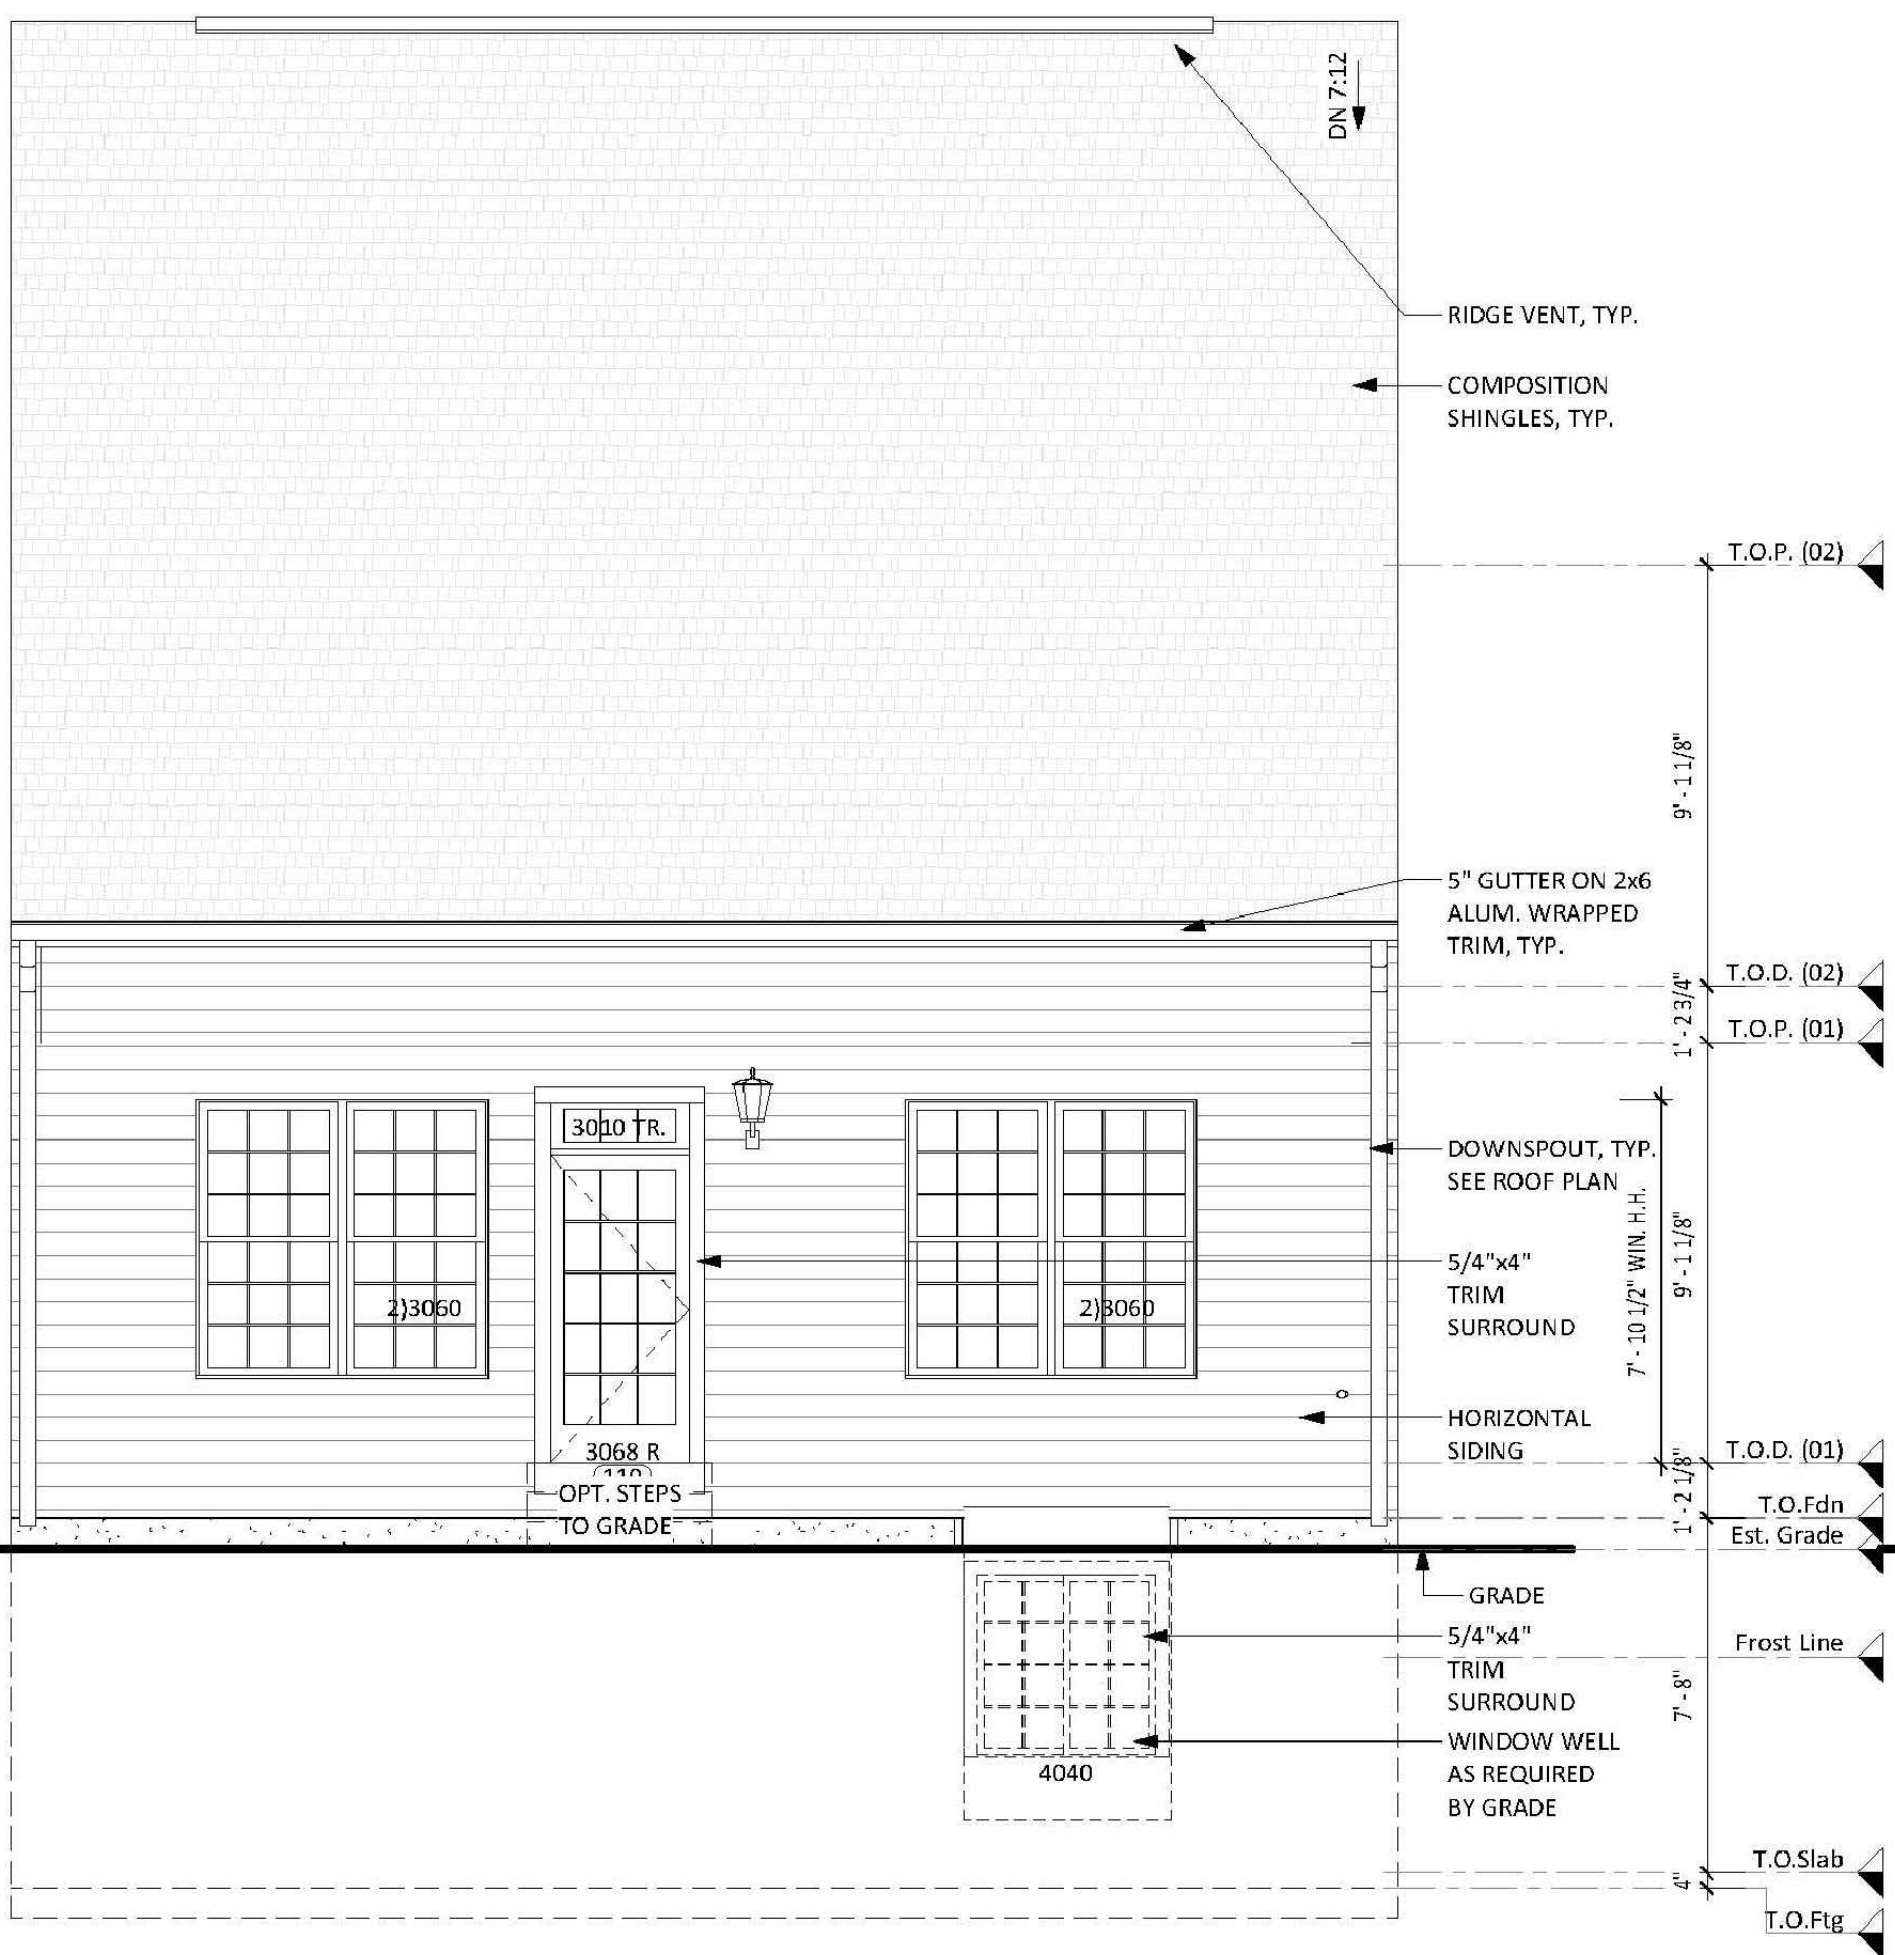 DN 7:12
RIDGE VENT, TYP.
COMPOSITION
SHINGLES, TYP.
T.O.P. (02)
9' - 1 1/8"
5" GUTTER ON 2x6
ALUM. WRAPPED
TRIM, TYP.
T.O.D. (02)
1' - 2 3/4"
T.O.P. (01)
3010 TR.
DOWNSPOUT, TYP.
SEE ROOF PLAN
7' - 10 1/2" WIN. H.H.
9' - 1 1/8"
5/4"x4"
TRIM
SURROUND
2)3060
2)3060
HORIZONTAL
SIDING
3068 R
110
T.O.D. (01)
1' - 2 1/8"
OPT. STEPS
TO GRADE
T.O.Fdn
Est. Grade
GRADE
5/4"x4"
TRIM
SURROUND
Frost Line
7' - 8"
WINDOW WELL
AS REQUIRED
BY GRADE
4040
T.O.Slab
4"
T.O.Ftg